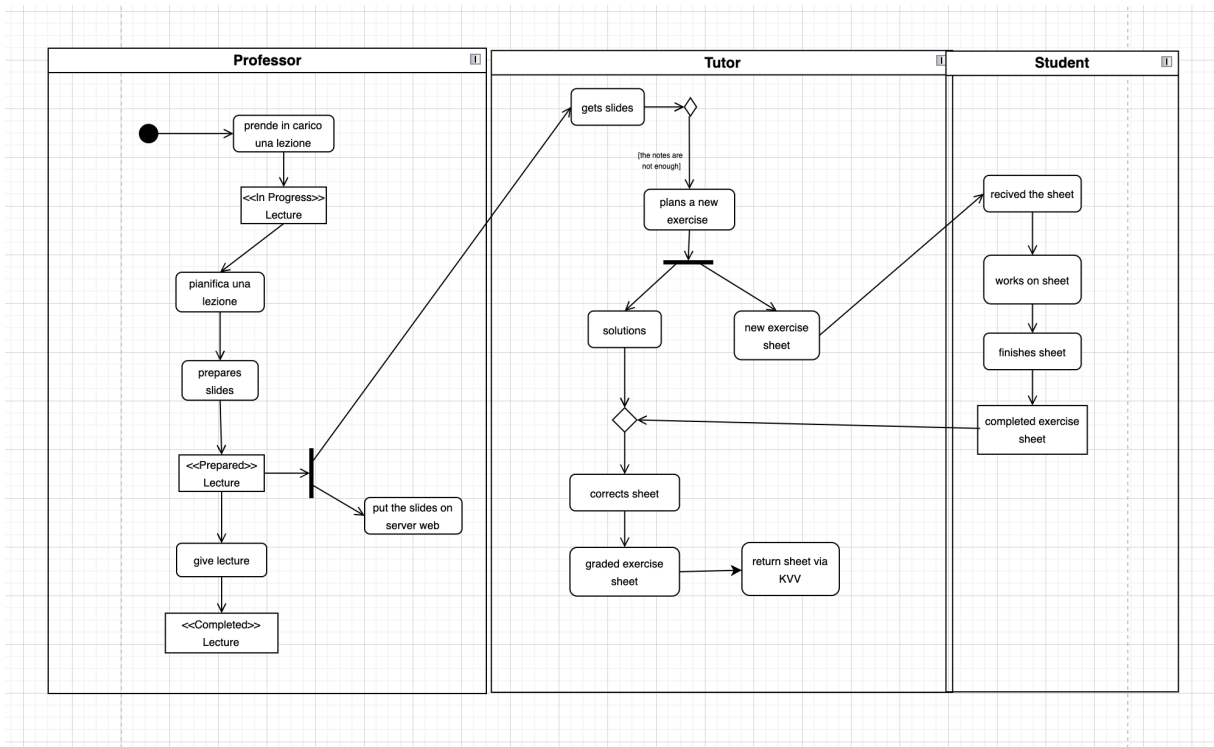 Professor
prende in carico
una lezione
<<In Progress>>
Lecture
pianifica una
lezione
prepares
slides
<<Prepared>>
Lecture
put the slides on
server web
give lecture
<<Completed>>
Lecture
Tutor
gets slides
[the notes are
not enough]
plans a new
exercise
solutions
new exercise
sheet
corrects sheet
graded exercise
sheet
return sheet via
KVV
Student
recived the sheet
works on sheet
finishes sheet
completed exercise
sheet